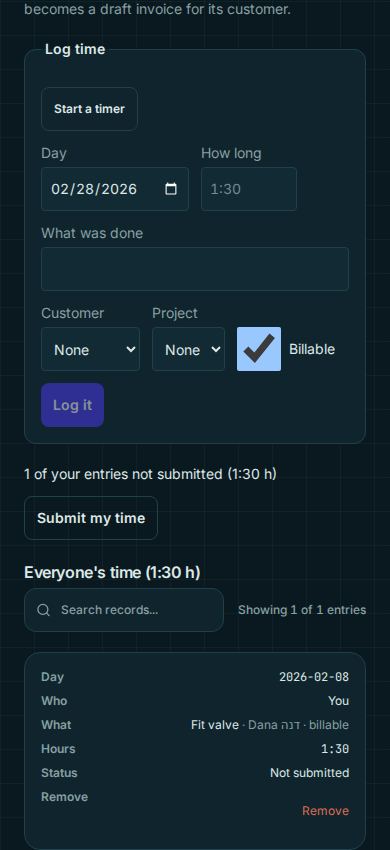 becomes a draft invoice for its customer.
Log time
Start a timer
Day How long
02/28/2026 1:30
What was done
Customer Project
None None Billable
Log it
1 of your entries not submitted (1:30 h)
Submit my time
Everyone's time (1:30 h)
Search records... Showing 1 of 1 entries
Day 2026-02-08
Who You
What Fit valve · Dana דנה · billable
Hours 1:30
Status Not submitted
Remove
Remove